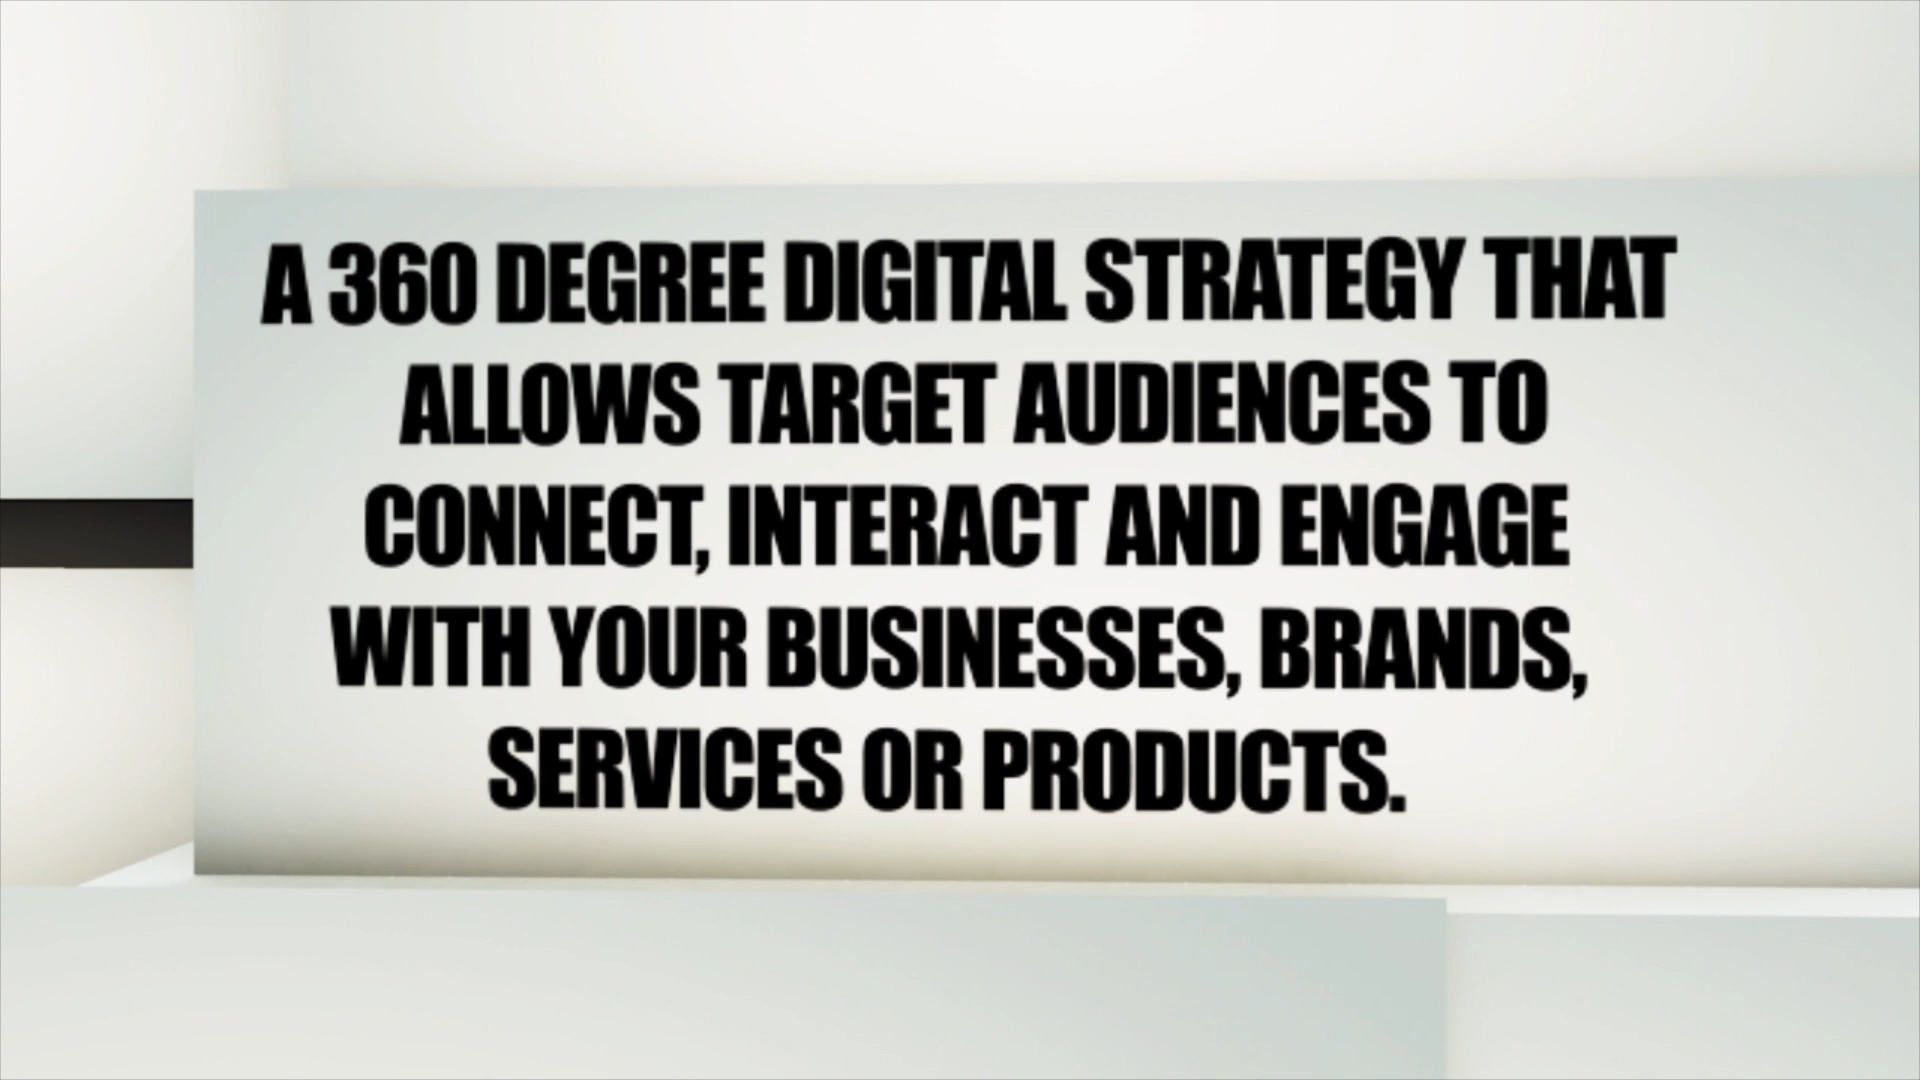 A 360 DEGREE DIGITAL STRATEGY THAT
ALLOWS TARGET AUDIENCES TO
CONNECT, INTERACT AND ENGAGE
WITH YOUR BUSINESSES, BRANDS,
SERVICES OR PRODUCTS.